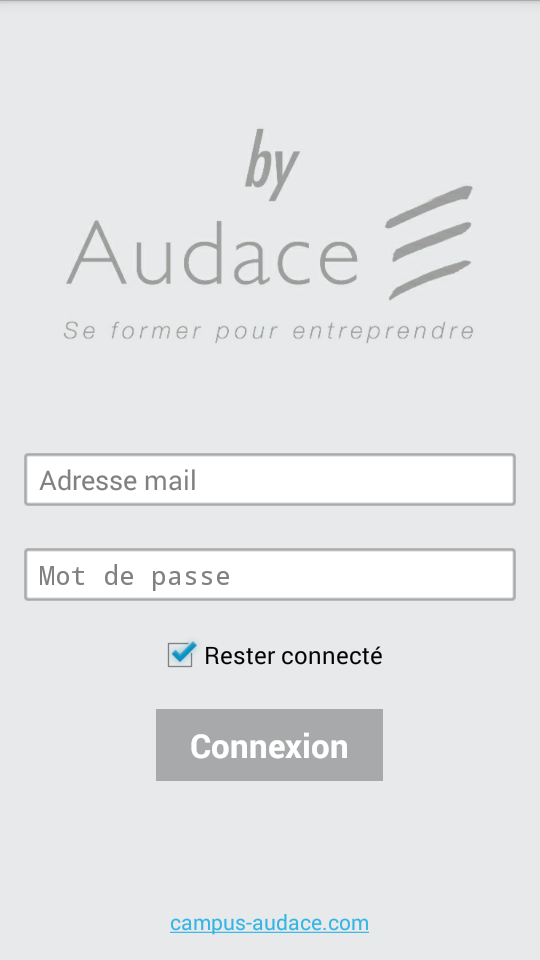 by
Audace
Se former pour entreprendre
Adresse mail
Mot de passe
Rester connecté
Connexion
campus-audace.com